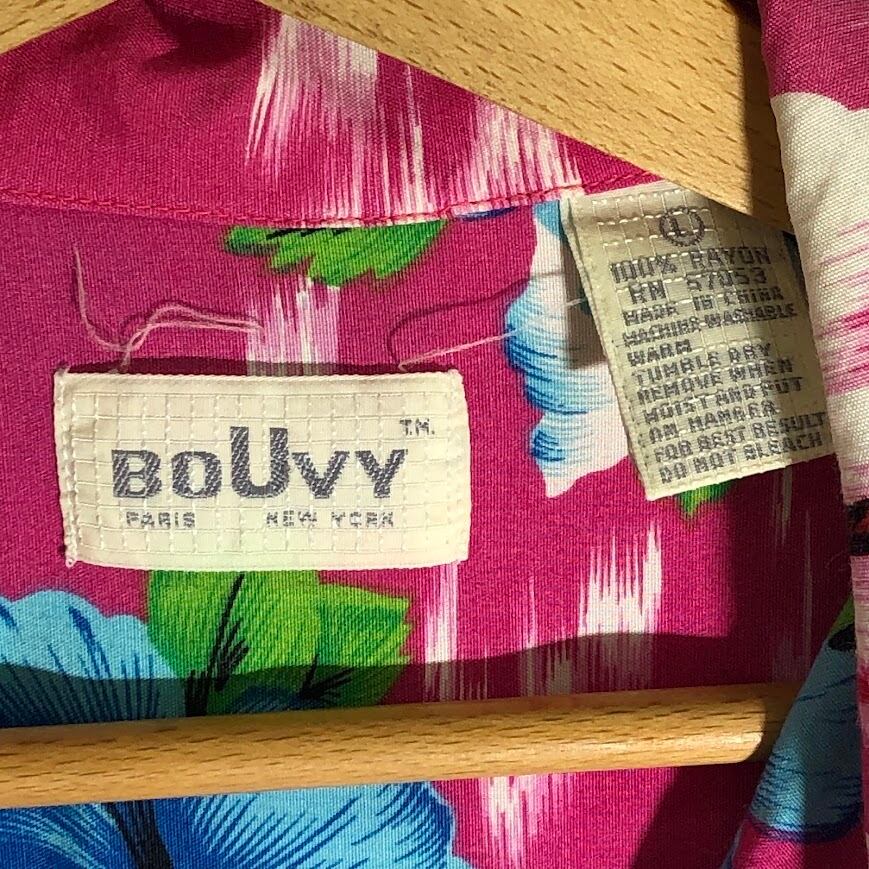 BOUVY T.M.
PARIS NEW YORK
L
100% RAYON
RN 57053
MADE IN CHINA
MACHINE WASHABLE
WARM
TUMBLE DRY
REMOVE WHEN
MOIST AND PUT
ON HANGER
FOR BEST RESULT
DO NOT BLEACH